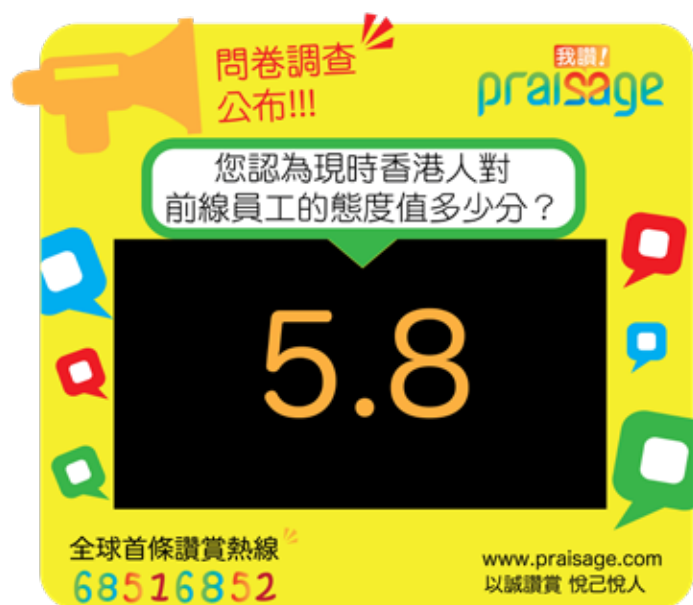 問卷調查
公布!!!
我讚!
praisage
您認為現時香港人對
前線員工的態度值多少分？
5.8
全球首條讚賞熱線
68516852
www.praisage.com
以誠讚賞 悅己悅人